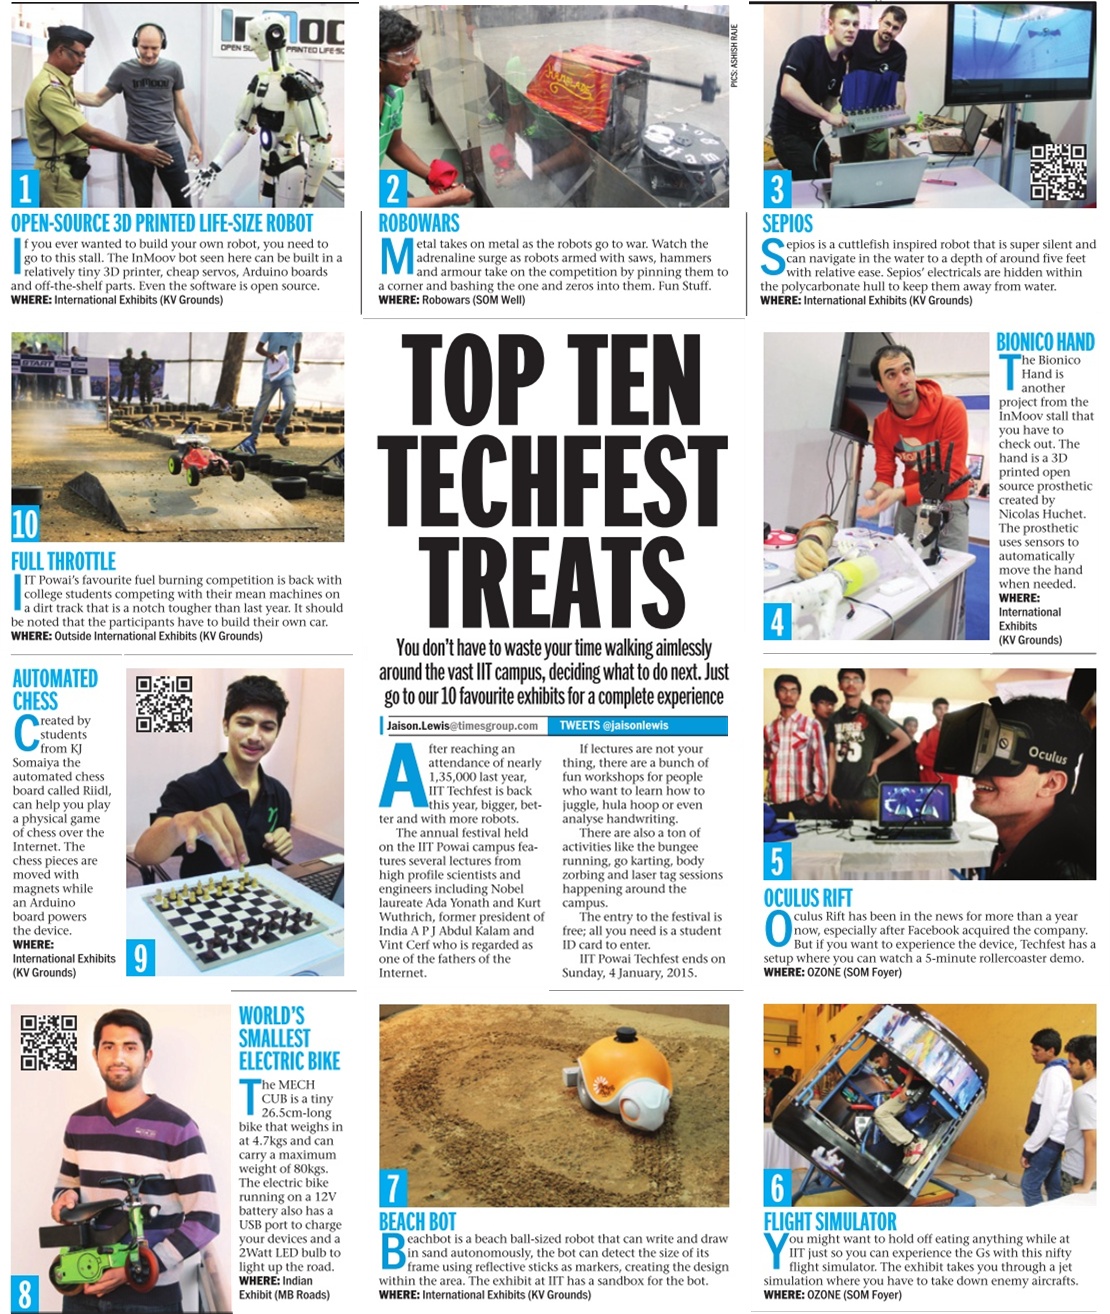 InMoov
OPEN SOURCE 3D PRINTED LIFE-SIZE
InMoov
1
OPEN-SOURCE 3D PRINTED LIFE-SIZE ROBOT
If you ever wanted to build your own robot, you need to
go to this stall. The InMoov bot seen here can be built in a
relatively tiny 3D printer, cheap servos, Arduino boards
and off-the-shelf parts. Even the software is open source.
WHERE: International Exhibits (KV Grounds)
PICS: ASHISH RAJE
2
ROBOWARS
Metal takes on metal as the robots go to war. Watch the
adrenaline surge as robots armed with saws, hammers
and armour take on the competition by pinning them to
a corner and bashing the one and zeros into them. Fun Stuff.
WHERE: Robowars (SOM Well)
3
SEPIOS
Sepios is a cuttlefish inspired robot that is super silent and
can navigate in the water to a depth of around five feet
with relative ease. Sepios' electricals are hidden within
the polycarbonate hull to keep them away from water.
WHERE: International Exhibits (KV Grounds)
TOP TEN
TECHFEST
TREATS
You don't have to waste your time walking aimlessly
around the vast IIT campus, deciding what to do next. Just
go to our 10 favourite exhibits for a complete experience
Jaison.Lewis@timesgroup.com TWEETS @jaisonlewis
After reaching an
attendance of nearly
1,35,000 last year,
IIT Techfest is back
this year, bigger, bet-
ter and with more robots.
The annual festival held
on the IIT Powai campus fea-
tures several lectures from
high profile scientists and
engineers including Nobel
laureate Ada Yonath and Kurt
Wuthrich, former president of
India A P J Abdul Kalam and
Vint Cerf who is regarded as
one of the fathers of the
Internet.
If lectures are not your
thing, there are a bunch of
fun workshops for people
who want to learn how to
juggle, hula hoop or even
analyse handwriting.
There are also a ton of
activities like the bungee
running, go karting, body
zorbing and laser tag sessions
happening around the
campus.
The entry to the festival is
free; all you need is a student
ID card to enter.
IIT Powai Techfest ends on
Sunday, 4 January, 2015.
4
BIONICO HAND
The Bionico
Hand is
another
project from the
InMoov stall that
you have to
check out. The
hand is a 3D
printed open
source prosthetic
created by
Nicolas Huchet.
The prosthetic
uses sensors to
automatically
move the hand
when needed.
WHERE:
International
Exhibits
(KV Grounds)
Oculus
5
OCULUS RIFT
Oculus Rift has been in the news for more than a year
now, especially after Facebook acquired the company.
But if you want to experience the device, Techfest has a
setup where you can watch a 5-minute rollercoaster demo.
WHERE: OZONE (SOM Foyer)
6
FLIGHT SIMULATOR
You might want to hold off eating anything while at
IIT just so you can experience the Gs with this nifty
flight simulator. The exhibit takes you through a jet
simulation where you have to take down enemy aircrafts.
WHERE: OZONE (SOM Foyer)
7
BEACH BOT
Beachbot is a beach ball-sized robot that can write and draw
in sand autonomously, the bot can detect the size of its
frame using reflective sticks as markers, creating the design
within the area. The exhibit at IIT has a sandbox for the bot.
WHERE: International Exhibits (KV Grounds)
8
WORLD'S
SMALLEST
ELECTRIC BIKE
The MECH
CUB is a tiny
26.5cm-long
bike that weighs in
at 4.7kgs and can
carry a maximum
weight of 80kgs.
The electric bike
running on a 12V
battery also has a
USB port to charge
your devices and a
2Watt LED bulb to
light up the road.
WHERE: Indian
Exhibit (MB Roads)
AUTOMATED
CHESS
Created by
students
from KJ
Somaiya the
automated chess
board called Riidl,
can help you play
a physical game
of chess over the
Internet. The
chess pieces are
moved with
magnets while
an Arduino
board powers
the device.
WHERE:
International Exhibits
(KV Grounds)
9
START
10
FULL THROTTLE
IIT Powai's favourite fuel burning competition is back with
college students competing with their mean machines on
a dirt track that is a notch tougher than last year. It should
be noted that the participants have to build their own car.
WHERE: Outside International Exhibits (KV Grounds)